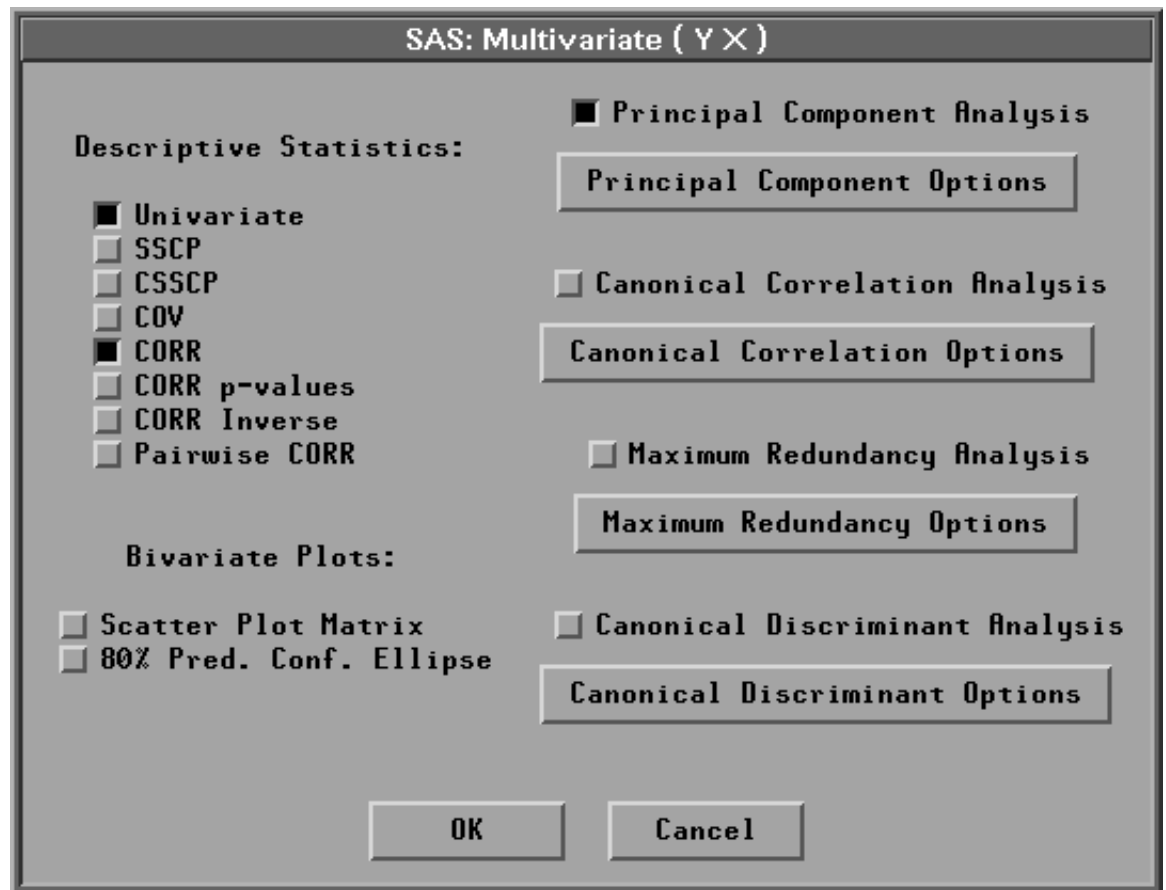 SAS: Multivariate ( Y X )
Descriptive Statistics:
Univariate
SSCP
CSSCP
COV
CORR
CORR p-values
CORR Inverse
Pairwise CORR
Bivariate Plots:
Scatter Plot Matrix
80% Pred. Conf. Ellipse
Principal Component Analysis
Principal Component Options
Canonical Correlation Analysis
Canonical Correlation Options
Maximum Redundancy Analysis
Maximum Redundancy Options
Canonical Discriminant Analysis
Canonical Discriminant Options
OK
Cancel